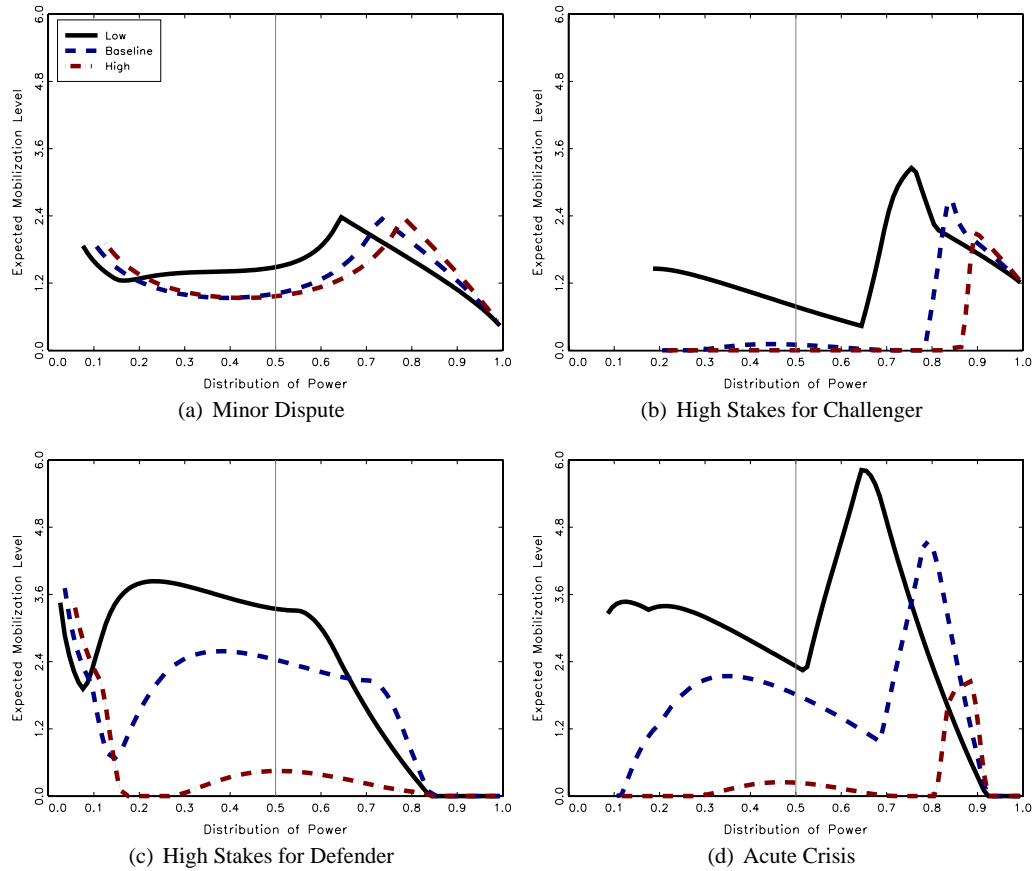 Low
Baseline
High
Expected Mobilization Level
0.0 1.2 2.4 3.6 4.8 6.0
0.0 0.1 0.2 0.3 0.4 0.5 0.6 0.7 0.8 0.9 1.0
Distribution of Power
(a) Minor Dispute
Expected Mobilization Level
0.0 1.2 2.4 3.6 4.8 6.0
0.0 0.1 0.2 0.3 0.4 0.5 0.6 0.7 0.8 0.9 1.0
Distribution of Power
(b) High Stakes for Challenger
Expected Mobilization Level
0.0 1.2 2.4 3.6 4.8 6.0
0.0 0.1 0.2 0.3 0.4 0.5 0.6 0.7 0.8 0.9 1.0
Distribution of Power
(c) High Stakes for Defender
Expected Mobilization Level
0.0 1.2 2.4 3.6 4.8 6.0
0.0 0.1 0.2 0.3 0.4 0.5 0.6 0.7 0.8 0.9 1.0
Distribution of Power
(d) Acute Crisis